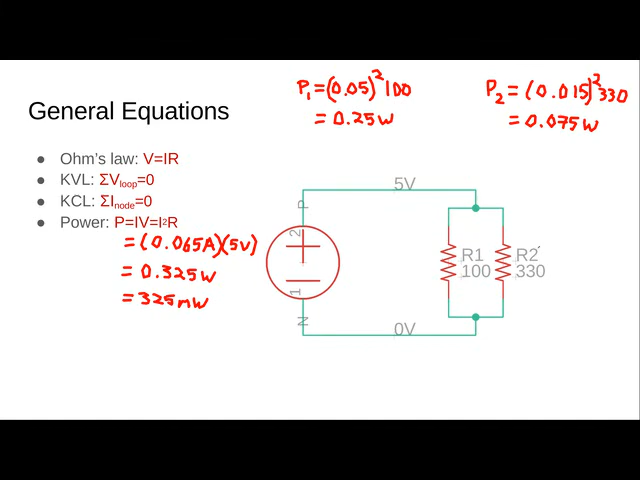 P₁=(0.05)²100
= 0.25W
P₂ = (0.015)²330
= 0.075W
General Equations
● Ohm's law: V=IR
● KVL: ΣVloop=0
● KCL: ΣInode=0
● Power: P=IV=I²R
= (0.065A)(5V)
= 0.325W
= 325mW
5V
P
2
1
N
R1
100
R2
330
0V